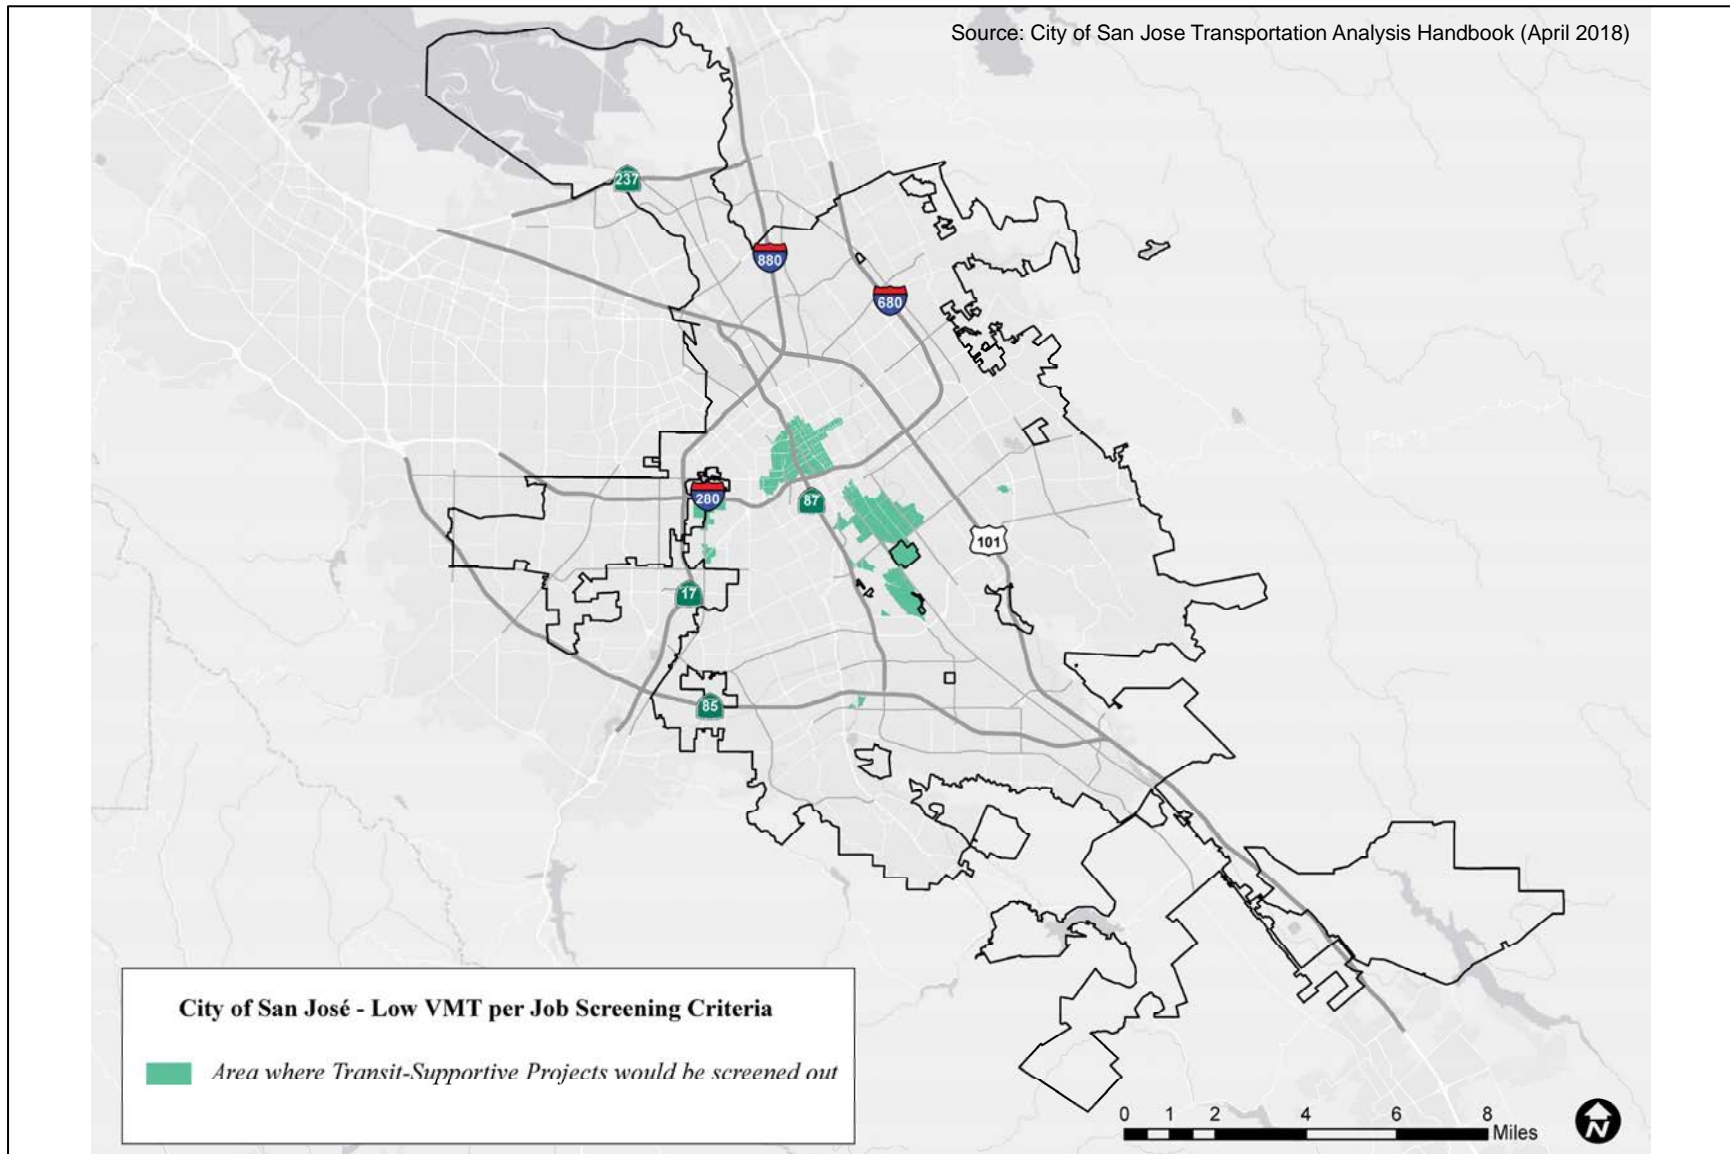 Source: City of San Jose Transportation Analysis Handbook (April 2018)
237
880
680
280
87
101
17
85
City of San José - Low VMT per Job Screening Criteria
Area where Transit-Supportive Projects would be screened out
0 1 2 4 6 8
Miles
N